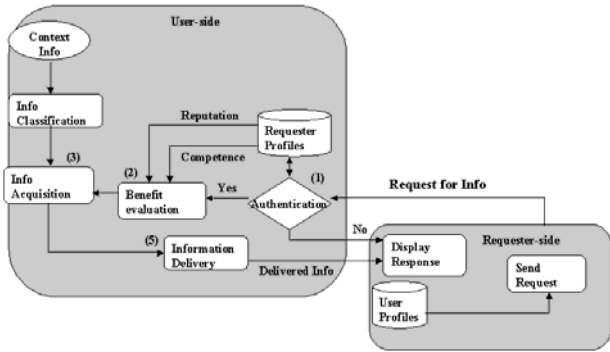 User-side
Context
Info
Info
Classification
Reputation
Requester
Profiles
Competence
(3)
(2)
(1)
Info
Acquisition
Benefit
evaluation
Yes
Authentication
Request for Info
No
(5)
Information
Delivery
Delivered Info
Display
Response
Requester-side
Send
Request
User
Profiles